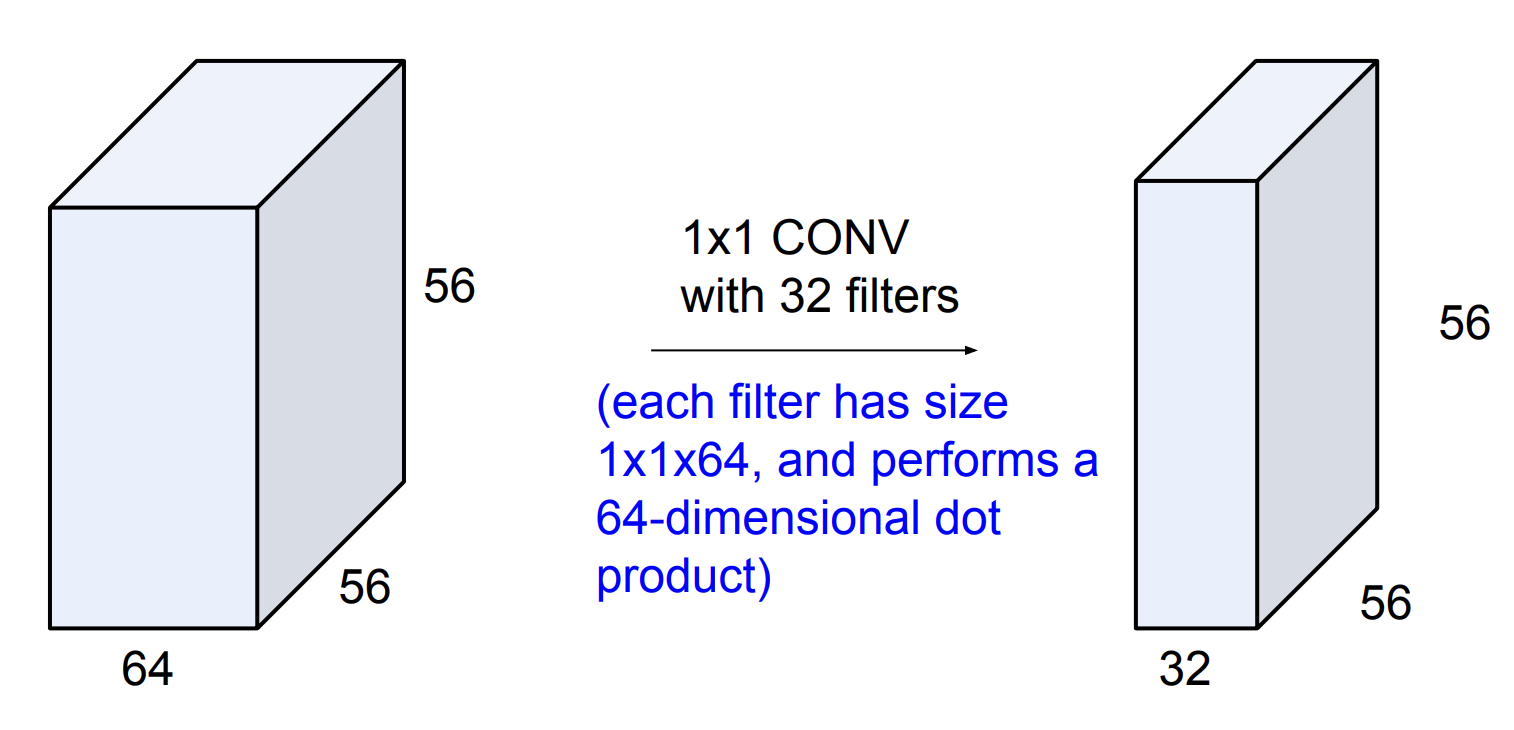 56
56
64
1x1 CONV
with 32 filters
(each filter has size
1x1x64, and performs a
64-dimensional dot
product)
56
56
32